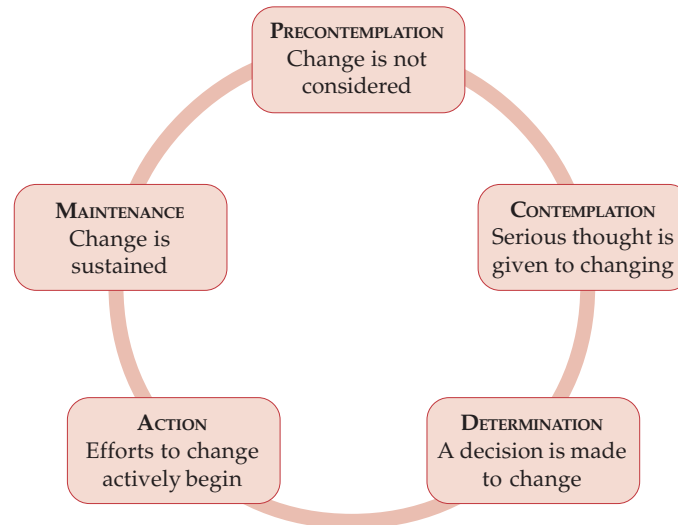 PRECONTEMPLATION
Change is not
considered
CONTEMPLATION
Serious thought is
given to changing
DETERMINATION
A decision is made
to change
ACTION
Efforts to change
actively begin
MAINTENANCE
Change is
sustained